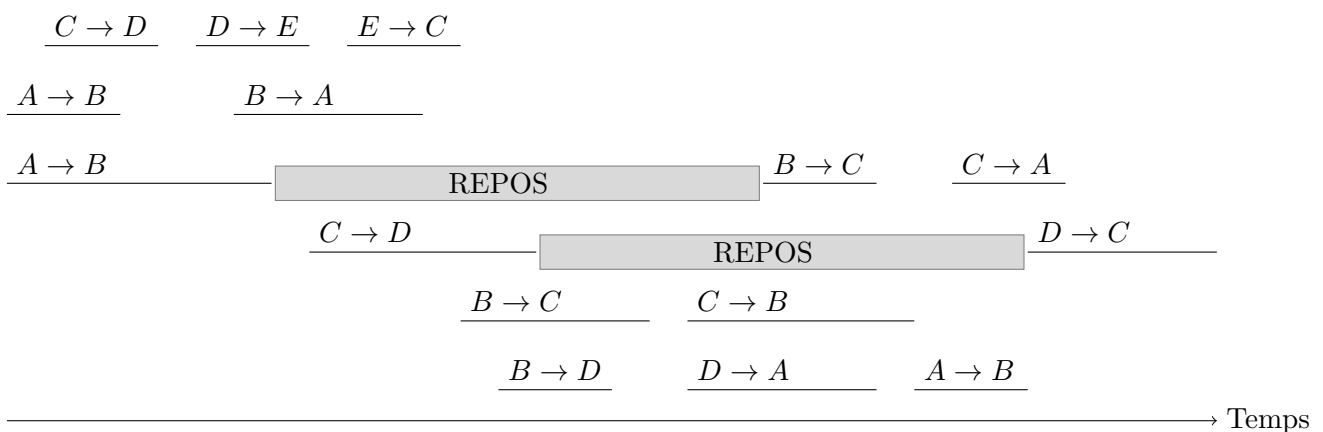 C → D D → E E → C
A → B B → A
A → B REPOS B → C C → A
C → D REPOS D → C
B → C C → B
B → D D → A A → B
Temps